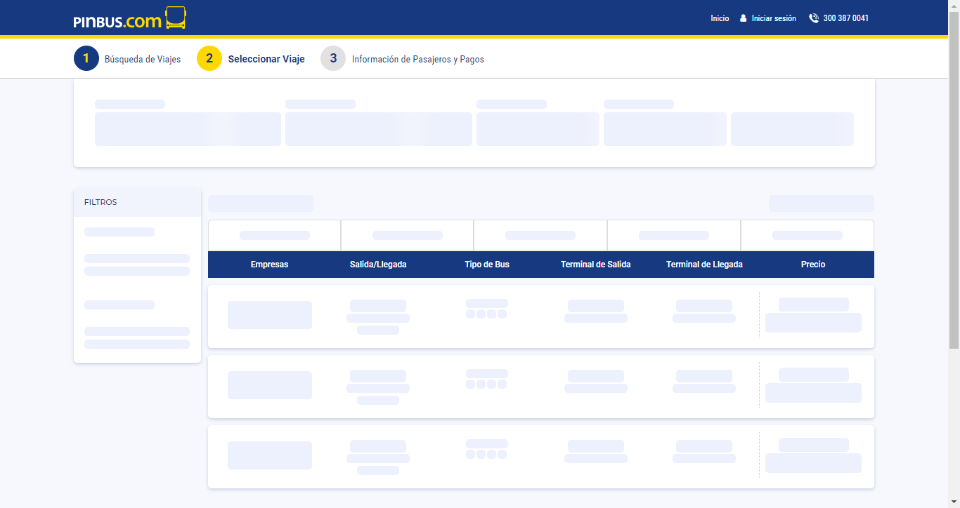 PINBUS.com
Inicio
Iniciar sesión
300 387 0041
1 Búsqueda de Viajes
2 Seleccionar Viaje
3 Información de Pasajeros y Pagos
FILTROS
Empresas Salida/Llegada Tipo de Bus Terminal de Salida Terminal de Llegada Precio